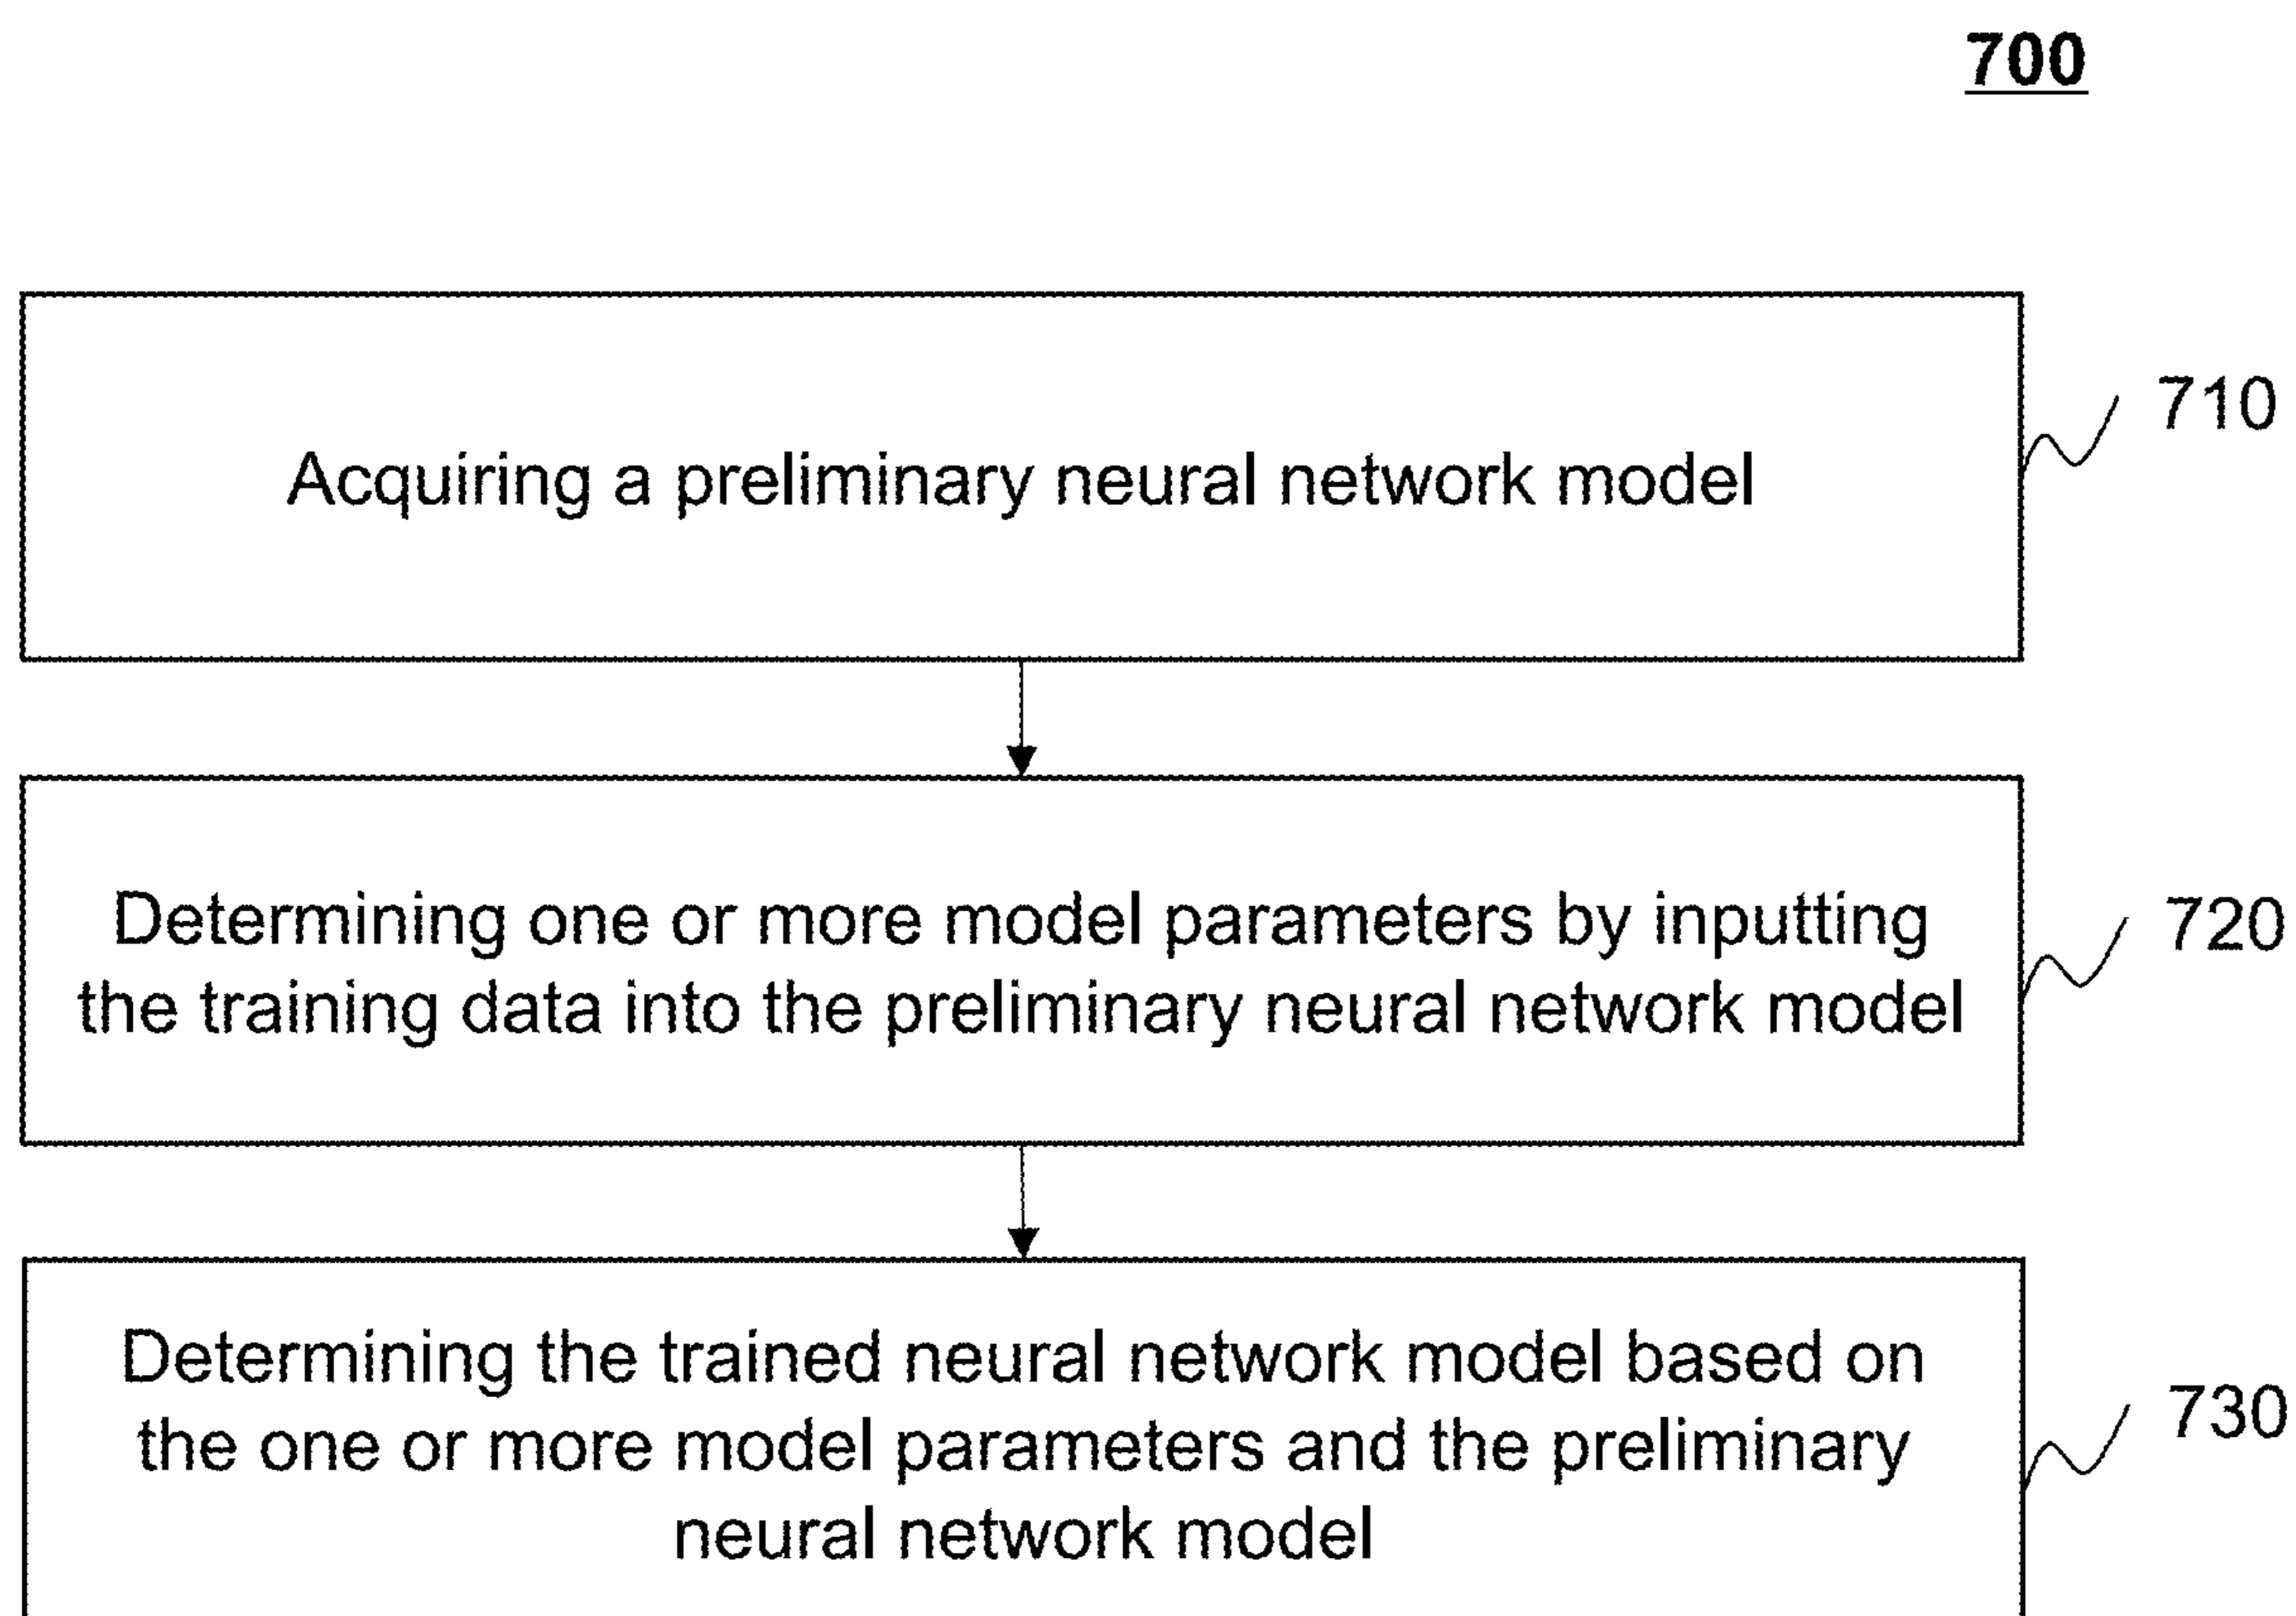 700
Acquiring a preliminary neural network model
710
Determining one or more model parameters by inputting
the training data into the preliminary neural network model
720
Determining the trained neural network model based on
the one or more model parameters and the preliminary
neural network model
730